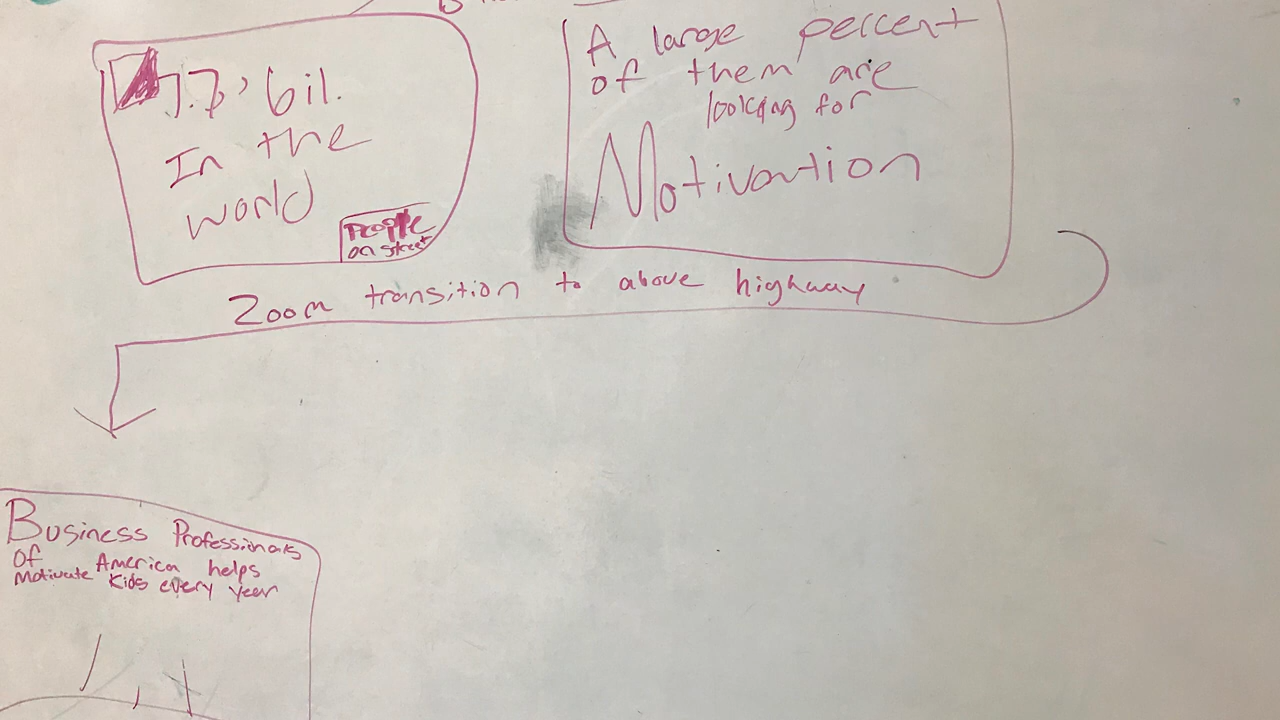 7.7 bil.
In the
world
People
on street
A large percent
of them are
looking for
Motivation
Zoom transition to above highway
Business Professionals
of America helps
Motivate Kids every year